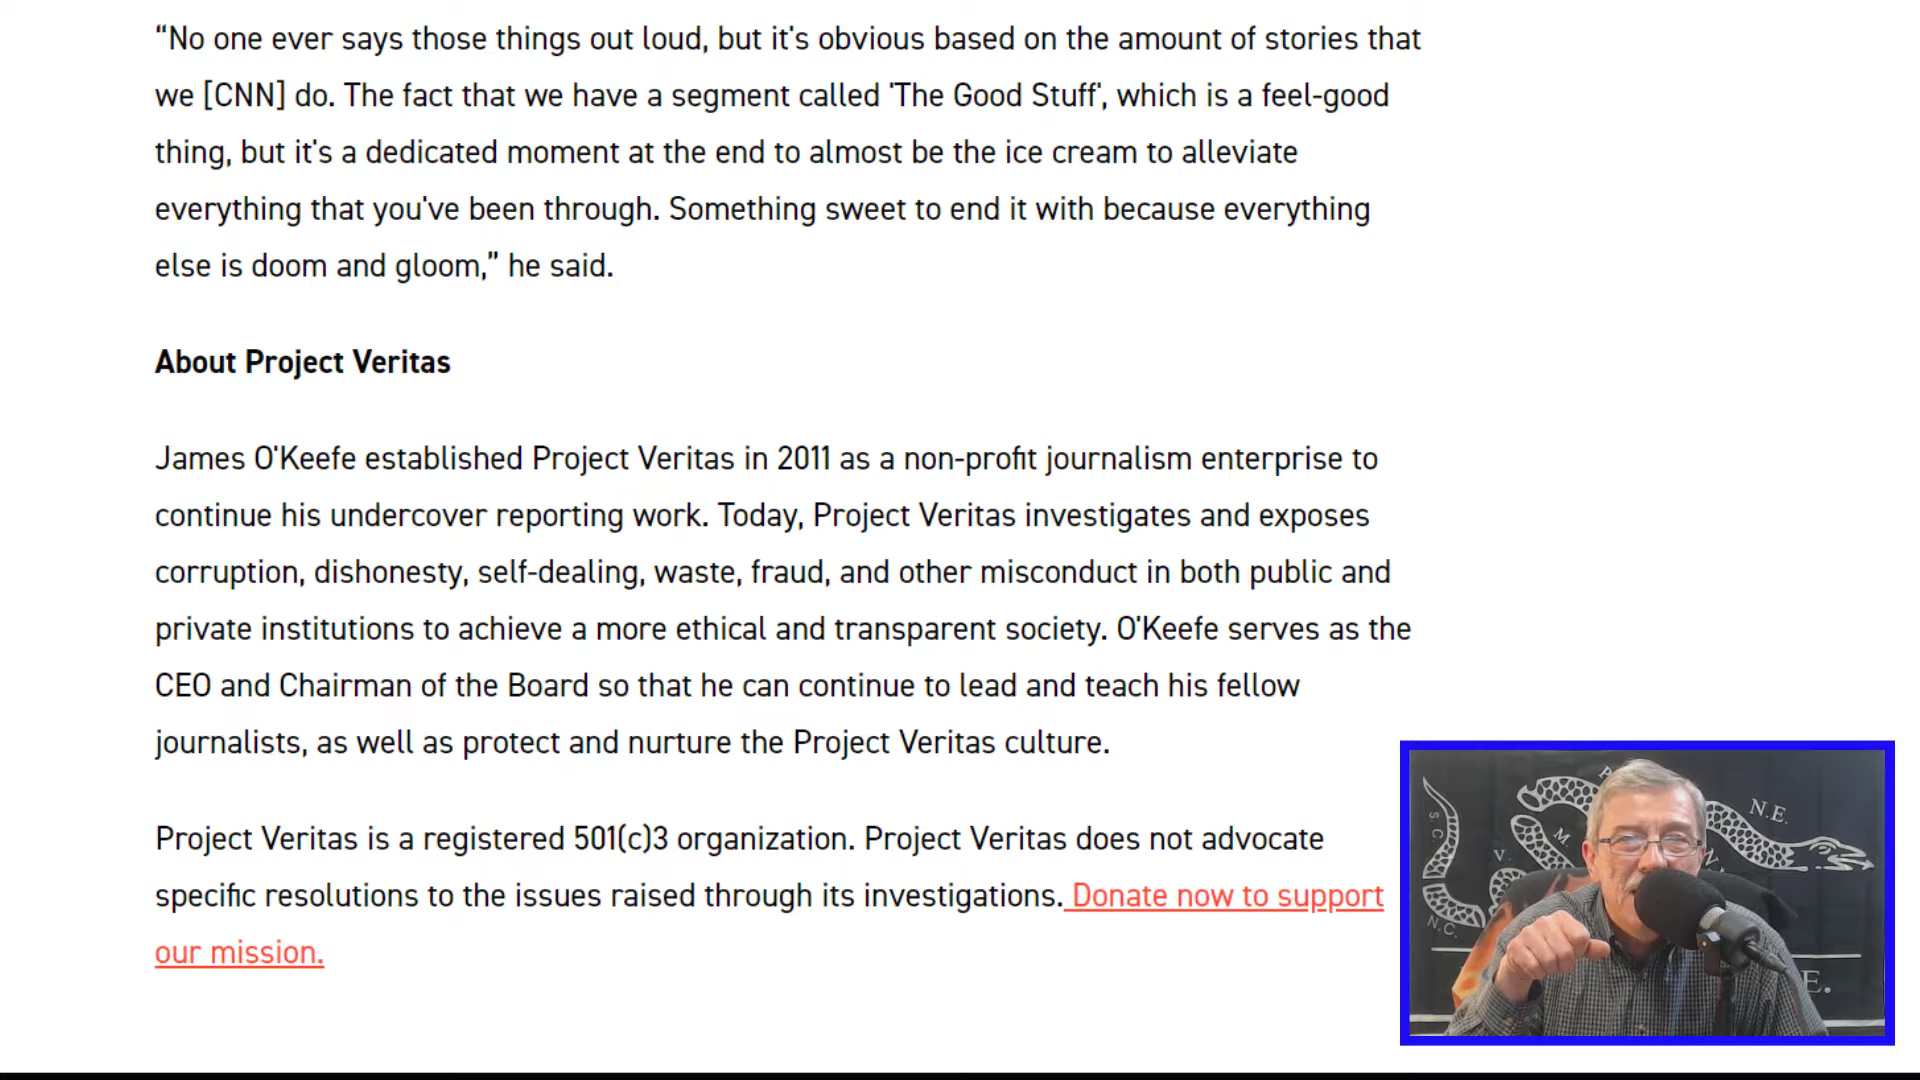 “No one ever says those things out loud, but it's obvious based on the amount of stories that
we [CNN] do. The fact that we have a segment called 'The Good Stuff', which is a feel-good
thing, but it's a dedicated moment at the end to almost be the ice cream to alleviate
everything that you've been through. Something sweet to end it with because everything
else is doom and gloom,” he said.
About Project Veritas
James O'Keefe established Project Veritas in 2011 as a non-profit journalism enterprise to
continue his undercover reporting work. Today, Project Veritas investigates and exposes
corruption, dishonesty, self-dealing, waste, fraud, and other misconduct in both public and
private institutions to achieve a more ethical and transparent society. O'Keefe serves as the
CEO and Chairman of the Board so that he can continue to lead and teach his fellow
journalists, as well as protect and nurture the Project Veritas culture.
Project Veritas is a registered 501(c)3 organization. Project Veritas does not advocate
specific resolutions to the issues raised through its investigations. Donate now to support
our mission.
N.E.
S.C.
V.
M
P
N
N.C.
E.